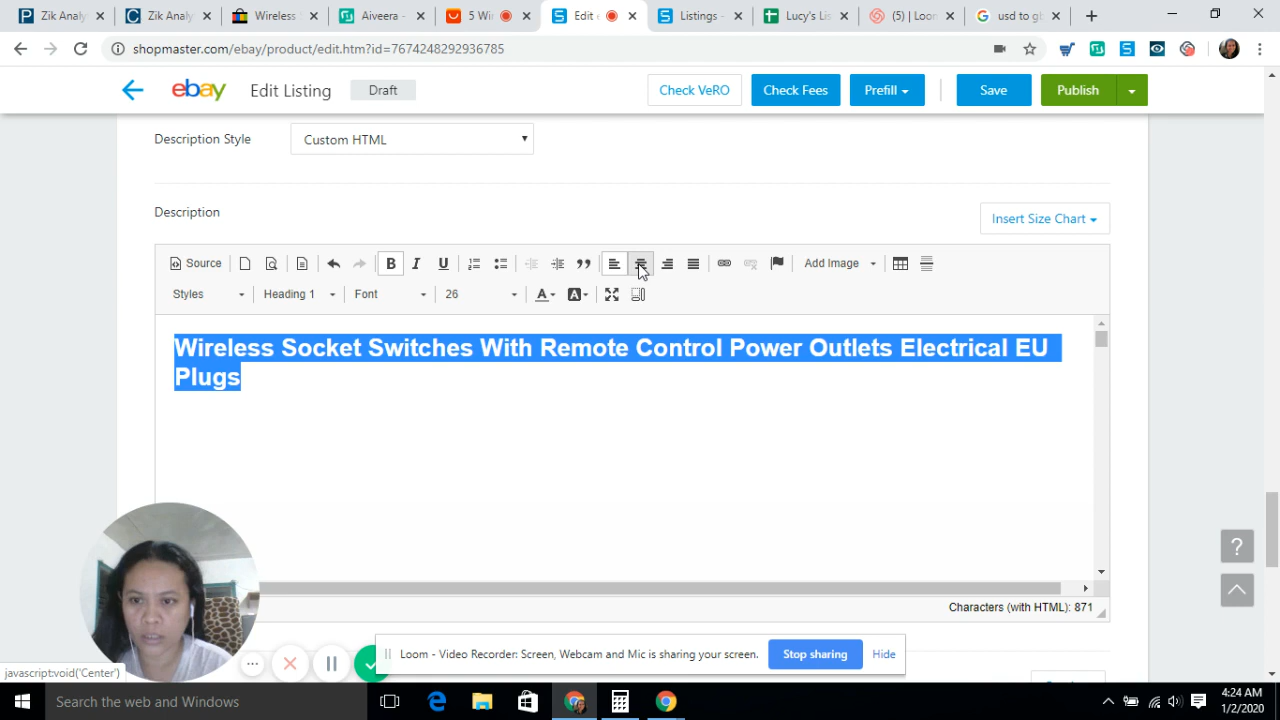 Zik Analy
Zik Analy
Wireless
Aiveera -
5 Wi
Edit
Listings -
Lucy's Li
(5) | Loom
usd to gb
shopmaster.com/ebay/product/edit.htm?id=7674248292936785
ebay
Edit Listing
Draft
Check VeRO
Check Fees
Prefill
Save
Publish
Description Style
Custom HTML
Description
Insert Size Chart
Source
B I U
Add Image
Styles
Heading 1
Font
26
A
A
Wireless Socket Switches With Remote Control Power Outlets Electrical EU
Plugs
Characters (with HTML): 871
?
Loom - Video Recorder: Screen, Webcam and Mic is sharing your screen.
Stop sharing
Hide
javascript:void('Center')
Search the web and Windows
4:24 AM
1/2/2020